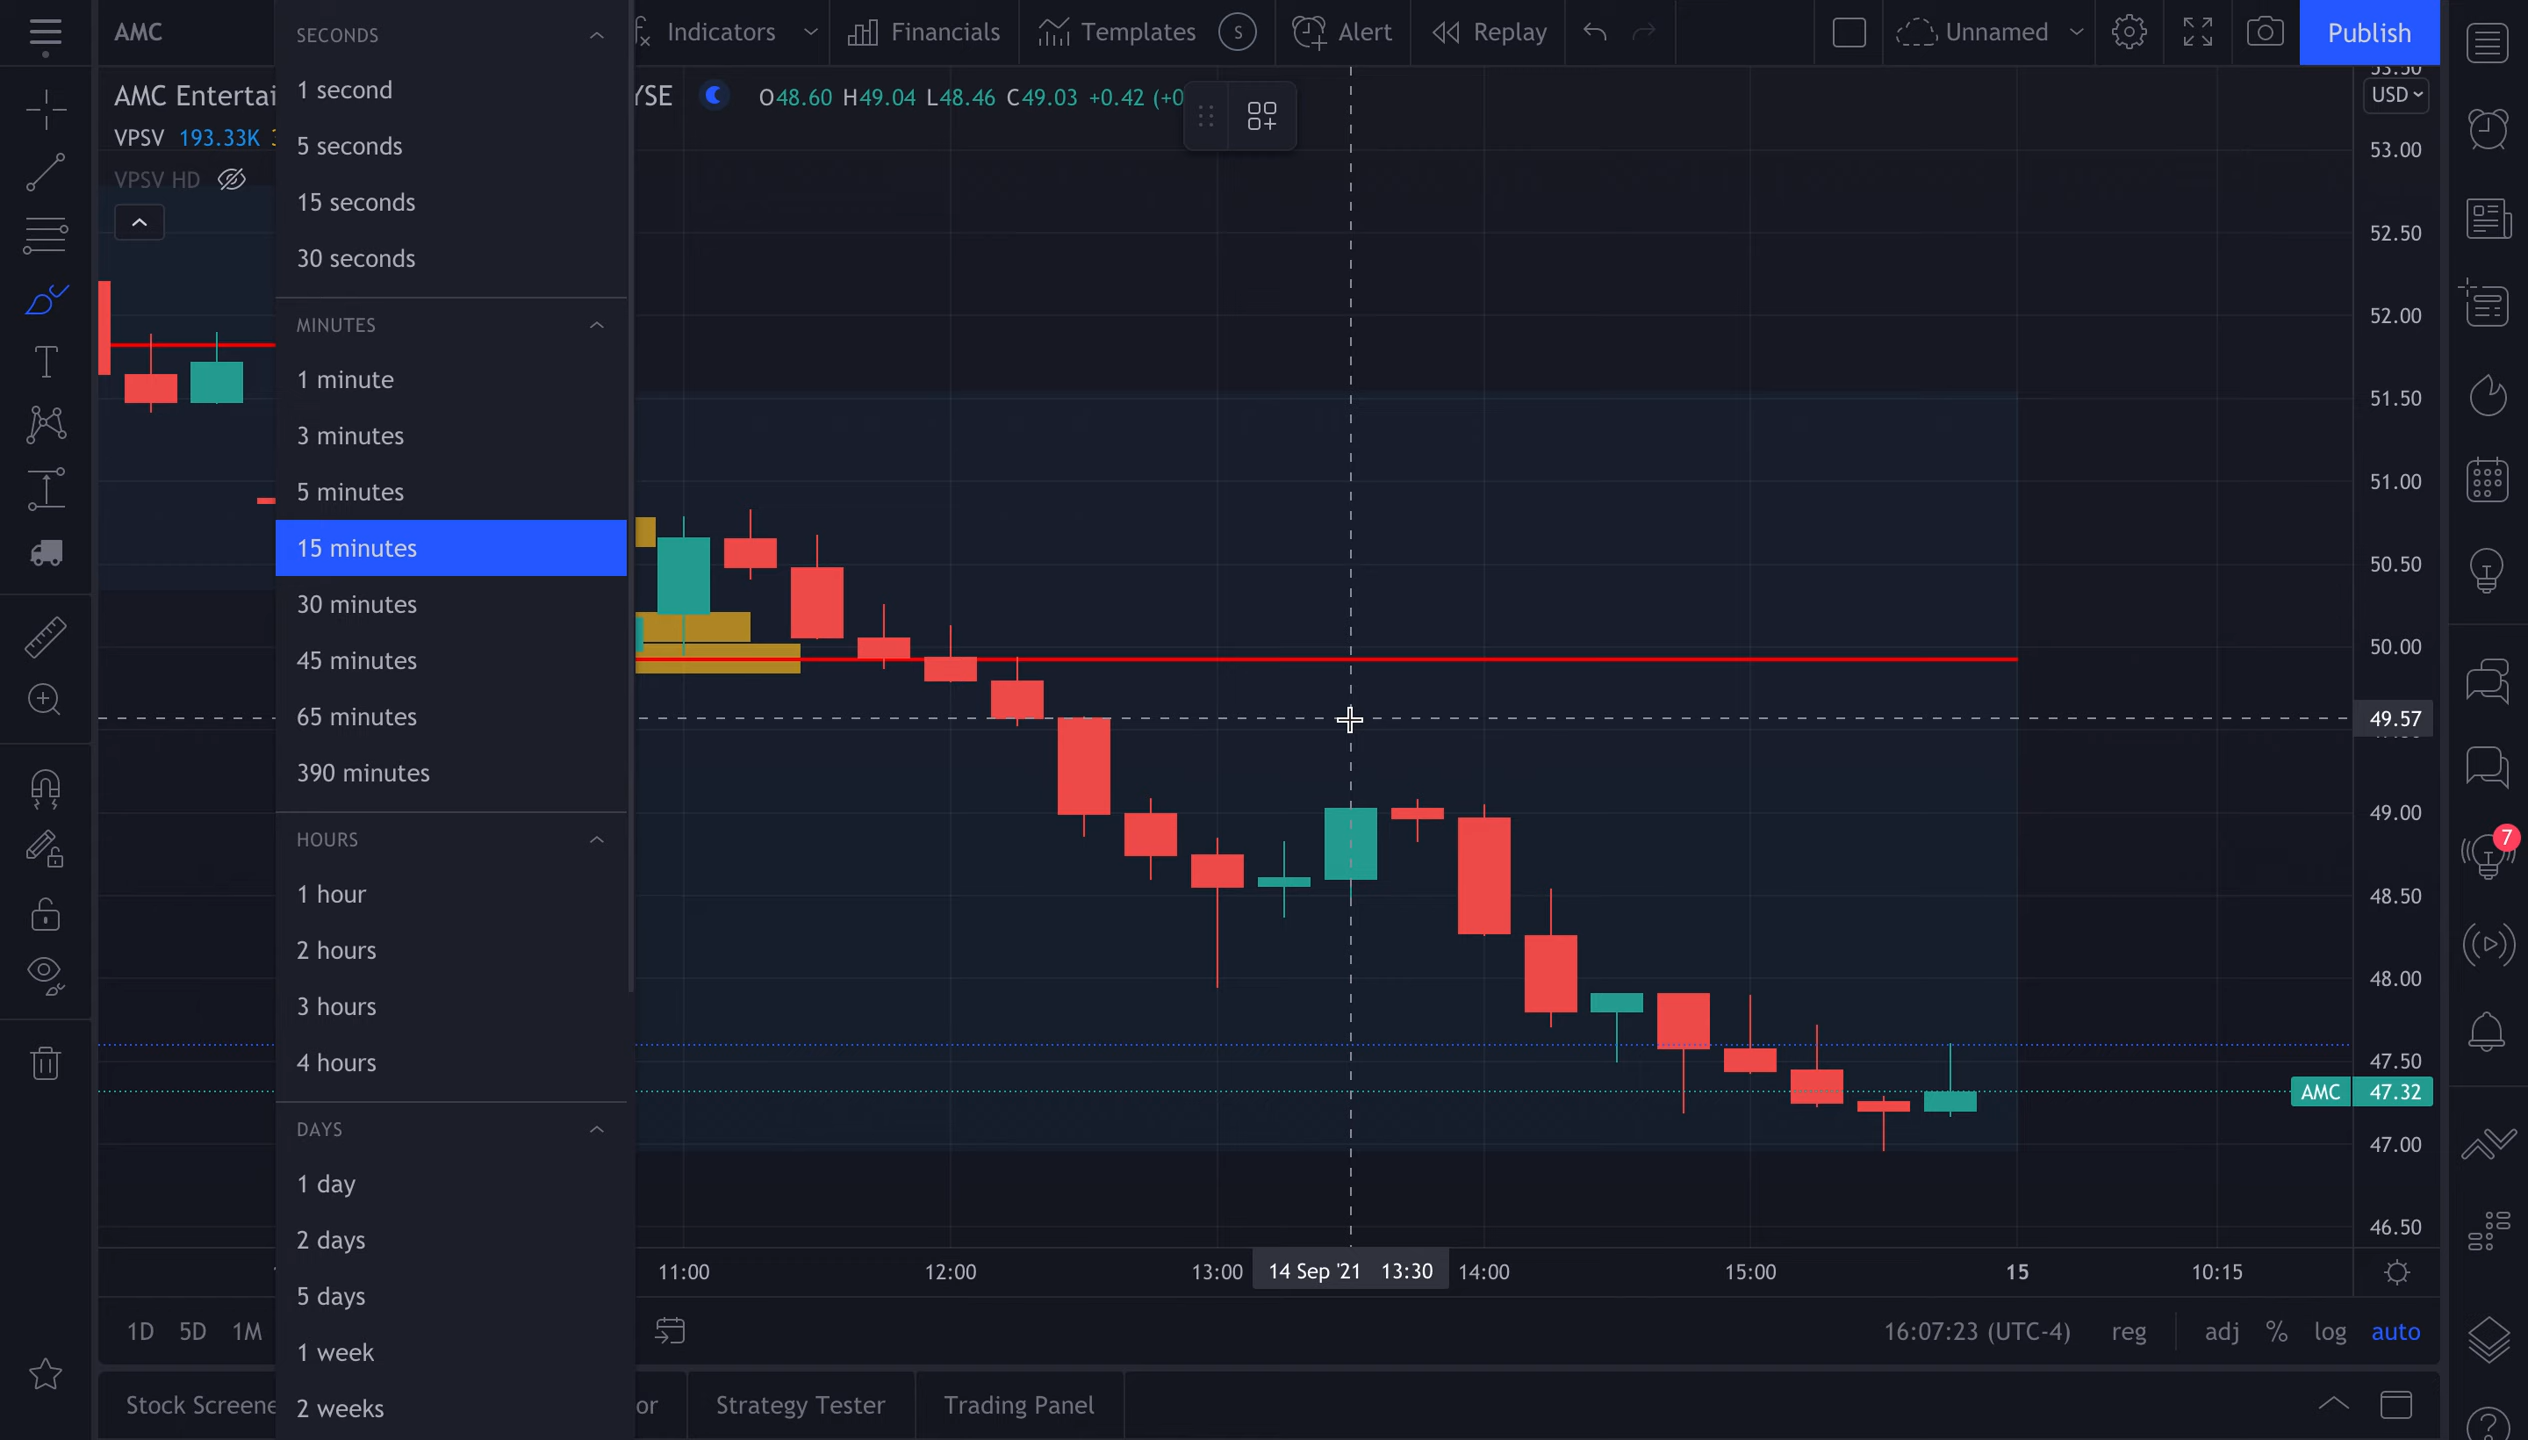 AMC
Indicators
Financials
Templates
S
Alert
Replay
Unnamed
Publish
AMC Entertai
YSE
O48.60 H49.04 L48.46 C49.03 +0.42 (+0
USD
VPSV 193.33K
VPSV HD
SECONDS
1 second
5 seconds
15 seconds
30 seconds
MINUTES
1 minute
3 minutes
5 minutes
15 minutes
30 minutes
45 minutes
65 minutes
390 minutes
HOURS
1 hour
2 hours
3 hours
4 hours
DAYS
1 day
2 days
5 days
1 week
2 weeks
53.50
53.00
52.50
52.00
51.50
51.00
50.50
50.00
49.57
49.00
48.50
48.00
47.50
AMC 47.32
47.00
46.50
7
11:00
12:00
13:00
14 Sep '21 13:30
14:00
15:00
15
10:15
1D 5D 1M
16:07:23 (UTC-4)
reg
adj
%
log
auto
Stock Screene
or
Strategy Tester
Trading Panel